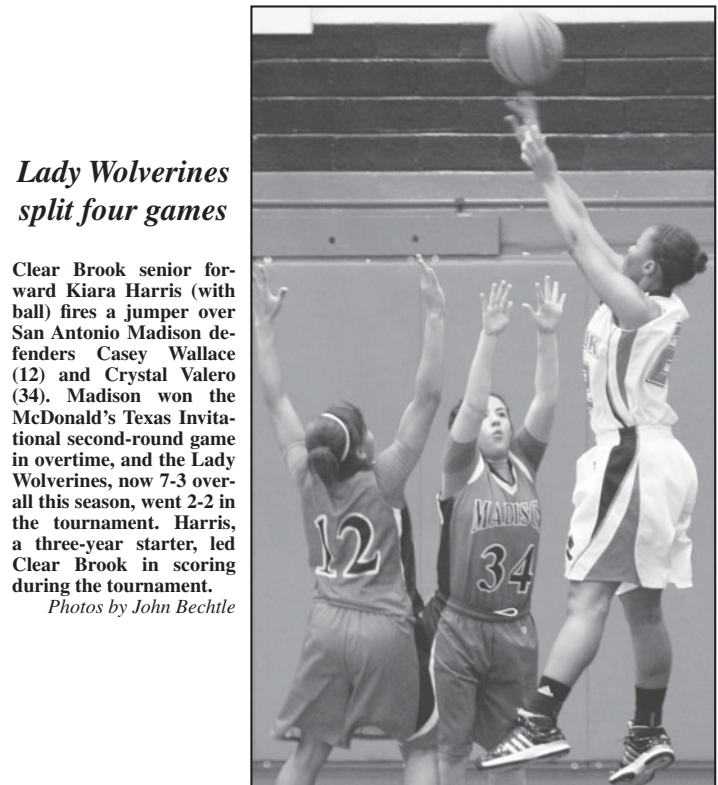 Lady Wolverines
split four games
Clear Brook senior for-
ward Kiara Harris (with
ball) fires a jumper over
San Antonio Madison de-
fenders Casey Wallace
(12) and Crystal Valero
(34). Madison won the
McDonald's Texas Invita-
tional second-round game
in overtime, and the Lady
Wolverines, now 7-3 over-
all this season, went 2-2 in
the tournament. Harris,
a three-year starter, led
Clear Brook in scoring
during the tournament.
Photos by John Bechtle
12
MADISON
34